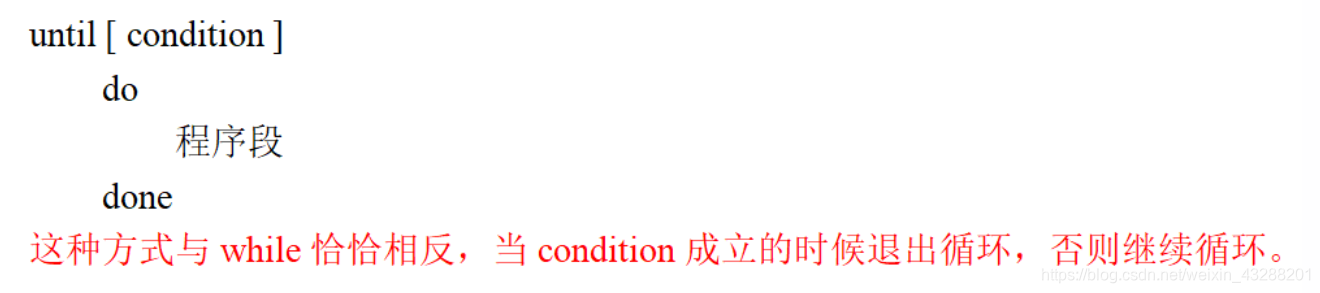 until [ condition ]
do
程序段
done
这种方式与 while 恰恰相反，当 condition 成立的时候退出循环，否则继续循环。
https://blog.csdn.net/weixin_43288201